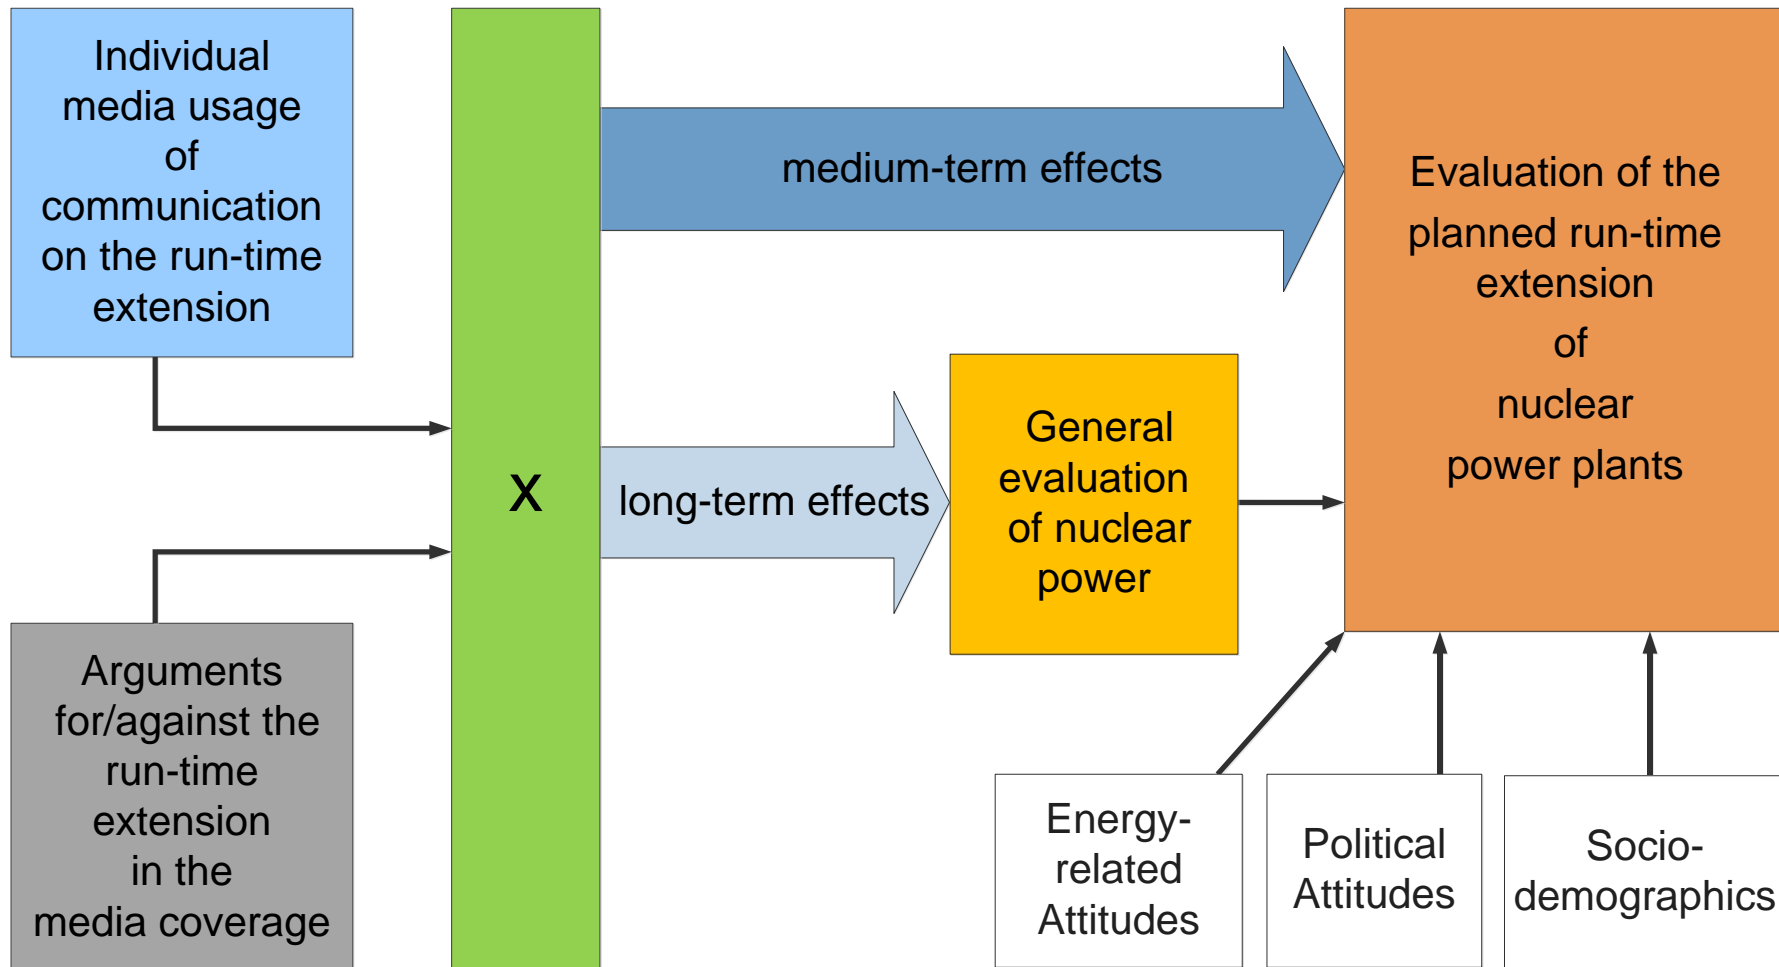 Individual
media usage
of
communication
on the run-time
extension
Arguments
for/against the
run-time
extension
in the
media coverage
x
medium-term effects
long-term effects
General
evaluation
of nuclear
power
Evaluation of the
planned run-time
extension
of
nuclear
power plants
Energy-
related
Attitudes
Political
Attitudes
Socio-
demographics